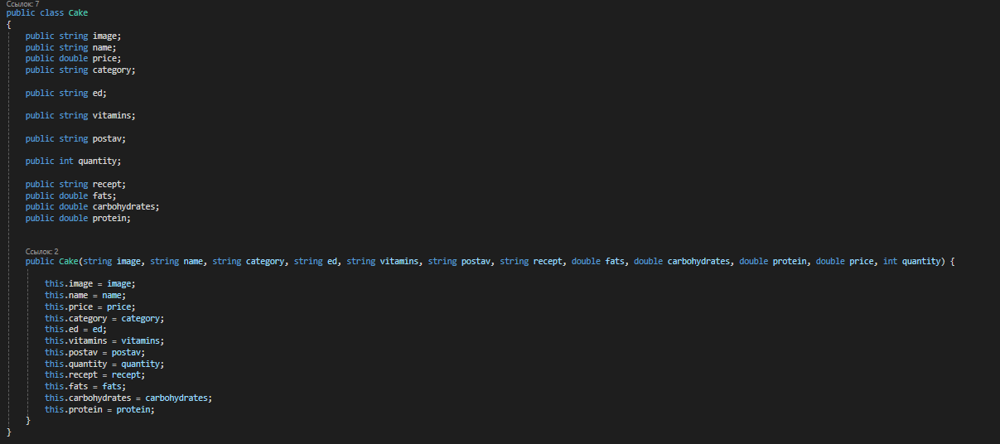 Ссылок: 7
public class Cake
{
public string image;
public string name;
public double price;
public string category;
public string ed;
public string vitamins;
public string postav;
public int quantity;
public string recept;
public double fats;
public double carbohydrates;
public double protein;
Ссылок: 2
public Cake(string image, string name, string category, string ed, string vitamins, string postav, string recept, double fats, double carbohydrates, double protein, double price, int quantity) {
this.image = image;
this.name = name;
this.price = price;
this.category = category;
this.ed = ed;
this.vitamins = vitamins;
this.postav = postav;
this.quantity = quantity;
this.recept = recept;
this.fats = fats;
this.carbohydrates = carbohydrates;
this.protein = protein;
}
}